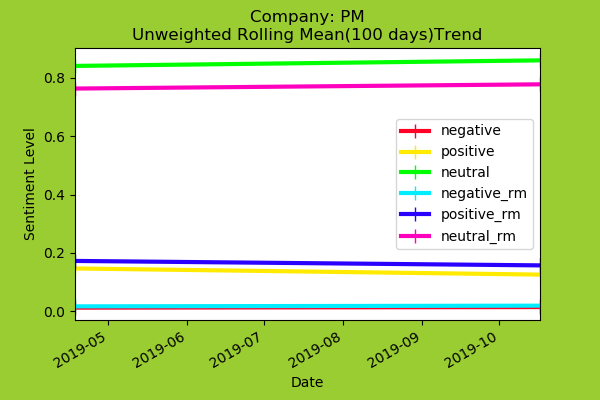 Company: PM
Unweighted Rolling Mean(100 days)Trend
Sentiment Level
0.8
0.6
0.4
0.2
0.0
negative
positive
neutral
negative_rm
positive_rm
neutral_rm
2019-05
2019-06
2019-07
2019-08
2019-09
2019-10
Date